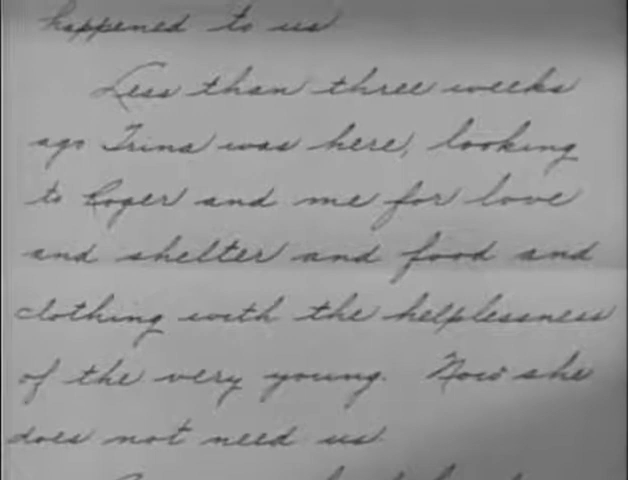 happened to us
Less than three weeks
ago Trina was here, looking
to Roger and me for love
and shelter and food and
clothing with the helplessness
of the very young. Now she
does not need us.